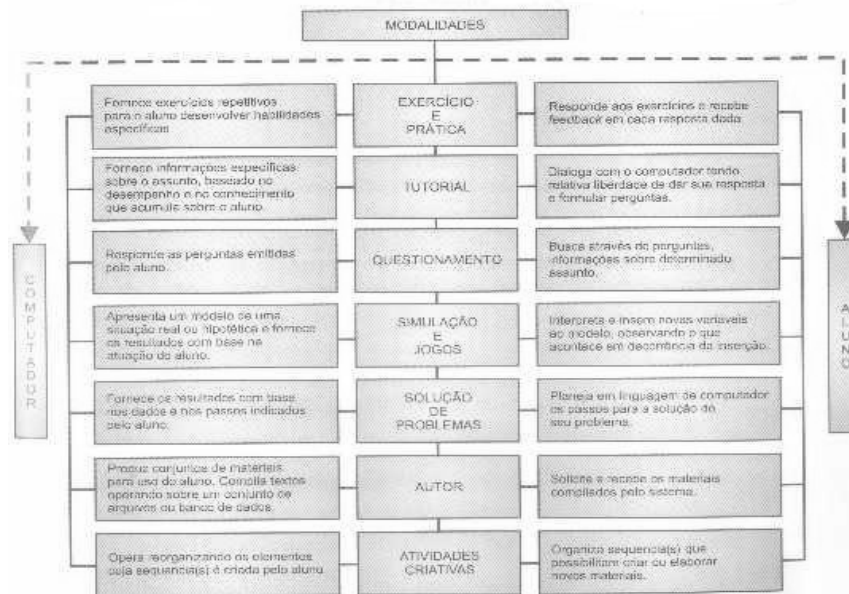 MODALIDADES
Fornece exercícios repetitivos
para o aluno desenvolver habilidades
específicas.
EXERCÍCIO
E
PRÁTICA
Responde aos exercícios e recebe
feedback em cada resposta dada.
Fornece informações específicas
sobre o assunto, baseado no
desempenho e no conhecimento
que acumula sobre o aluno.
TUTORIAL
Dialoga com o computador tendo
relativa liberdade de dar sua resposta
e formular perguntas.
Responde as perguntas emitidas
pelo aluno.
QUESTIONAMENTO
Busca através de perguntas,
informações sobre determinado
assunto.
Apresenta um modelo de uma
situação real ou hipotética e fornece
os resultados com base na
atuação do aluno.
SIMULAÇÃO
E
JOGOS
Interpreta e insere novas variáveis
ao modelo, observando o que
acontece em decorrência da inserção.
Fornece os resultados com base
nos dados e nos passos indicados
pelo aluno.
SOLUÇÃO
DE
PROBLEMAS
Planeja em linguagem de computador
os passos para a solução do
seu problema.
Produz conjuntos de materiais
para uso do aluno. Compila textos
operando sobre um conjunto de
arquivos ou banco de dados.
AUTOR
Solicita e recebe os materiais
compilados pelo sistema.
Opera reorganizando os elementos
cuja sequencia(s) é criada pelo aluno
ATIVIDADES
CRIATIVAS
Organiza sequencia(s) que
possibilitam criar ou elaborar
novos materiais.
COMPUTADOR
ALUNO